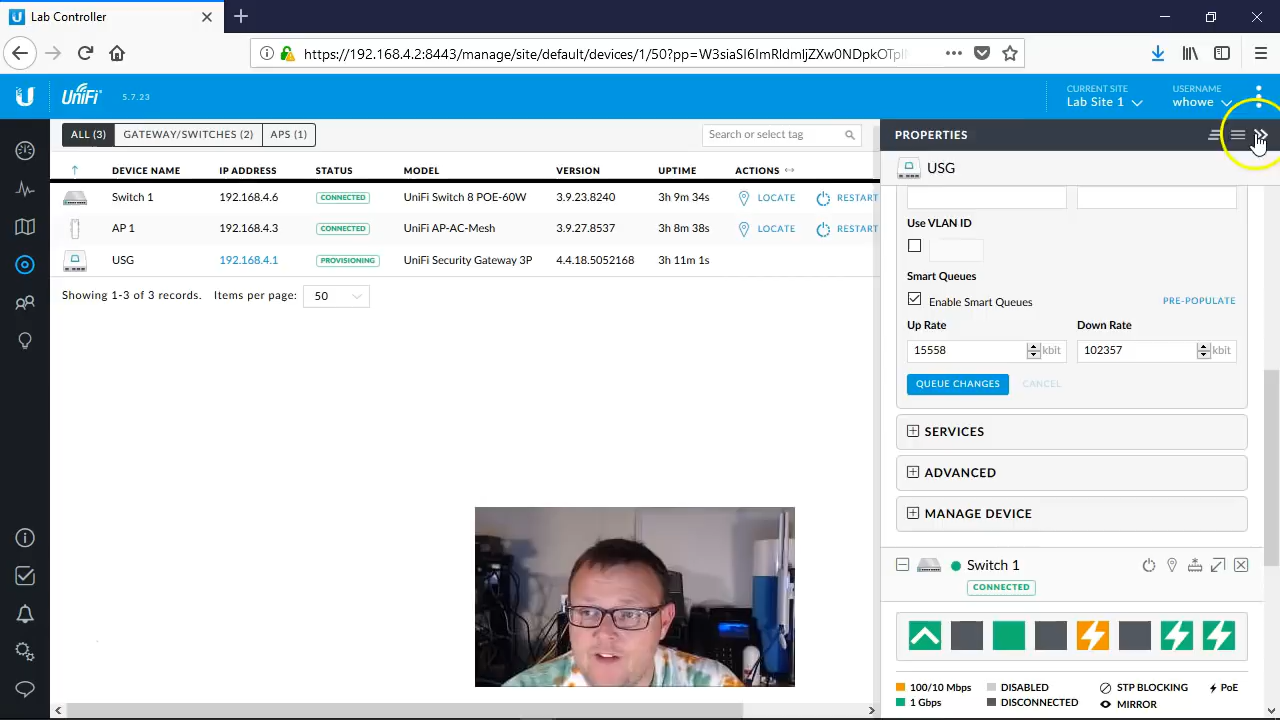 Lab Controller
https://192.168.4.2:8443/manage/site/default/devices/1/50?pp=
UniFi 5.7.23
CURRENT SITE
Lab Site 1
USERNAME
whowe
ALL (3) GATEWAY/SWITCHES (2) APS (1)
Search or select tag
PROPERTIES
USG
DEVICE NAME IP ADDRESS STATUS MODEL VERSION UPTIME ACTIONS
Switch 1 192.168.4.6 CONNECTED UniFi Switch 8 POE-60W 3.9.23.8240 3h 9m 34s LOCATE RESTART
AP 1 192.168.4.3 CONNECTED UniFi AP-AC-Mesh 3.9.27.8537 3h 8m 38s LOCATE RESTART
USG 192.168.4.1 PROVISIONING UniFi Security Gateway 3P 4.4.18.5052168 3h 11m 1s
Showing 1-3 of 3 records. Items per page: 50
Use VLAN ID
Smart Queues
Enable Smart Queues PRE-POPULATE
Up Rate Down Rate
15558 kbit 102357 kbit
QUEUE CHANGES CANCEL
SERVICES
ADVANCED
MANAGE DEVICE
Switch 1
CONNECTED
100/10 Mbps DISABLED STP BLOCKING PoE
1 Gbps DISCONNECTED MIRROR